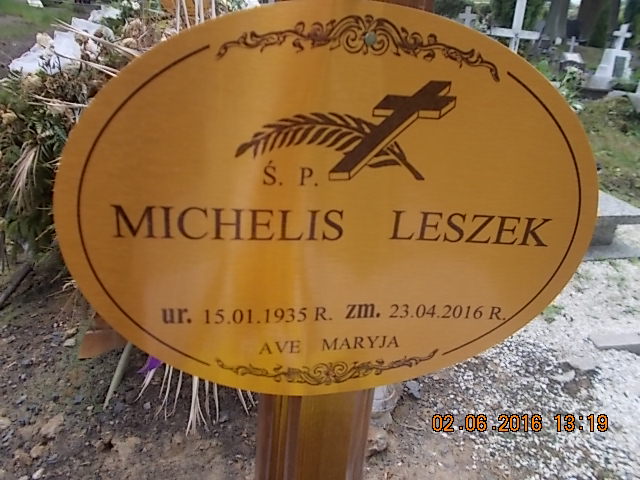 Ś. P.
MICHELIS LESZEK
ur. 15.01.1935 R. zm. 23.04.2016 R.
AVE MARYJA
02.06.2016 13:19